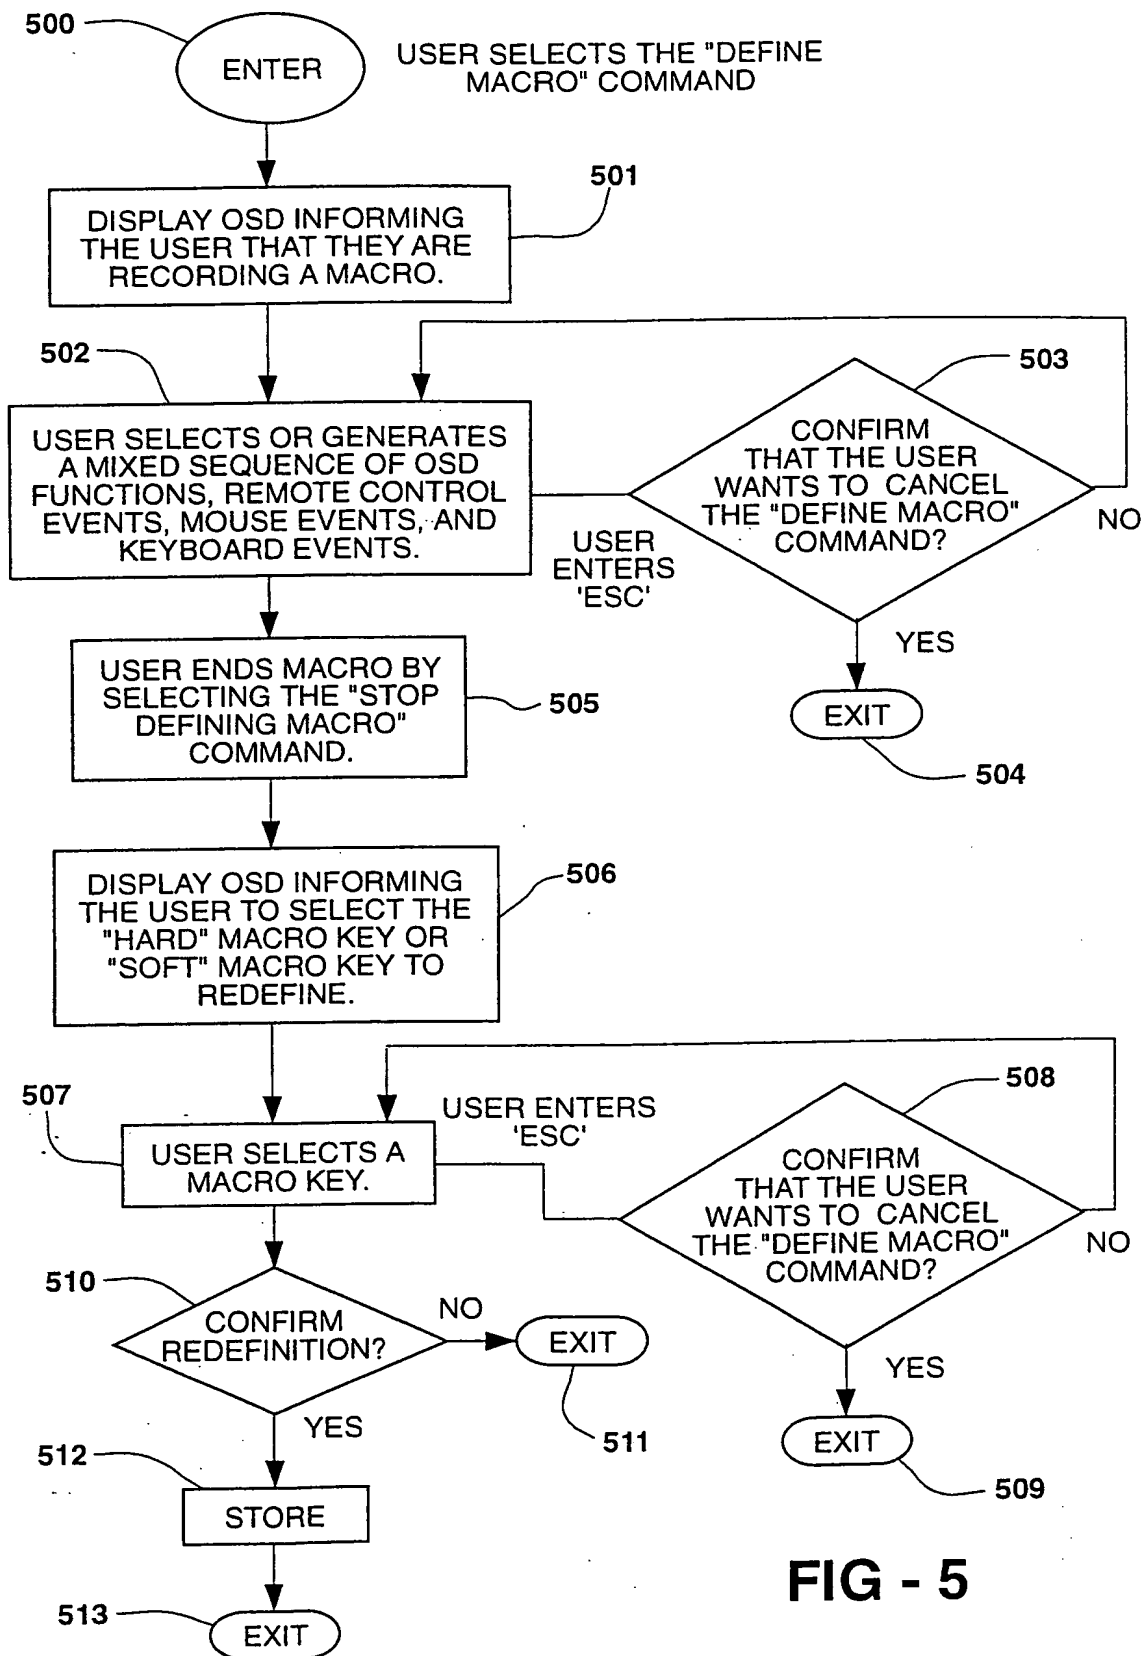 500
ENTER
USER SELECTS THE "DEFINE
MACRO" COMMAND
501
DISPLAY OSD INFORMING
THE USER THAT THEY ARE
RECORDING A MACRO.
502
USER SELECTS OR GENERATES
A MIXED SEQUENCE OF OSD
FUNCTIONS, REMOTE CONTROL
EVENTS, MOUSE EVENTS, AND
KEYBOARD EVENTS.
USER
ENTERS
'ESC'
503
CONFIRM
THAT THE USER
WANTS TO CANCEL
THE "DEFINE MACRO"
COMMAND?
NO
YES
EXIT
504
USER ENDS MACRO BY
SELECTING THE "STOP
DEFINING MACRO"
COMMAND.
505
DISPLAY OSD INFORMING
THE USER TO SELECT THE
"HARD" MACRO KEY OR
"SOFT" MACRO KEY TO
REDEFINE.
506
507
USER SELECTS A
MACRO KEY.
USER ENTERS
'ESC'
508
CONFIRM
THAT THE USER
WANTS TO CANCEL
THE "DEFINE MACRO"
COMMAND?
NO
YES
EXIT
509
510
CONFIRM
REDEFINITION?
NO
EXIT
511
YES
512
STORE
513
EXIT
FIG - 5